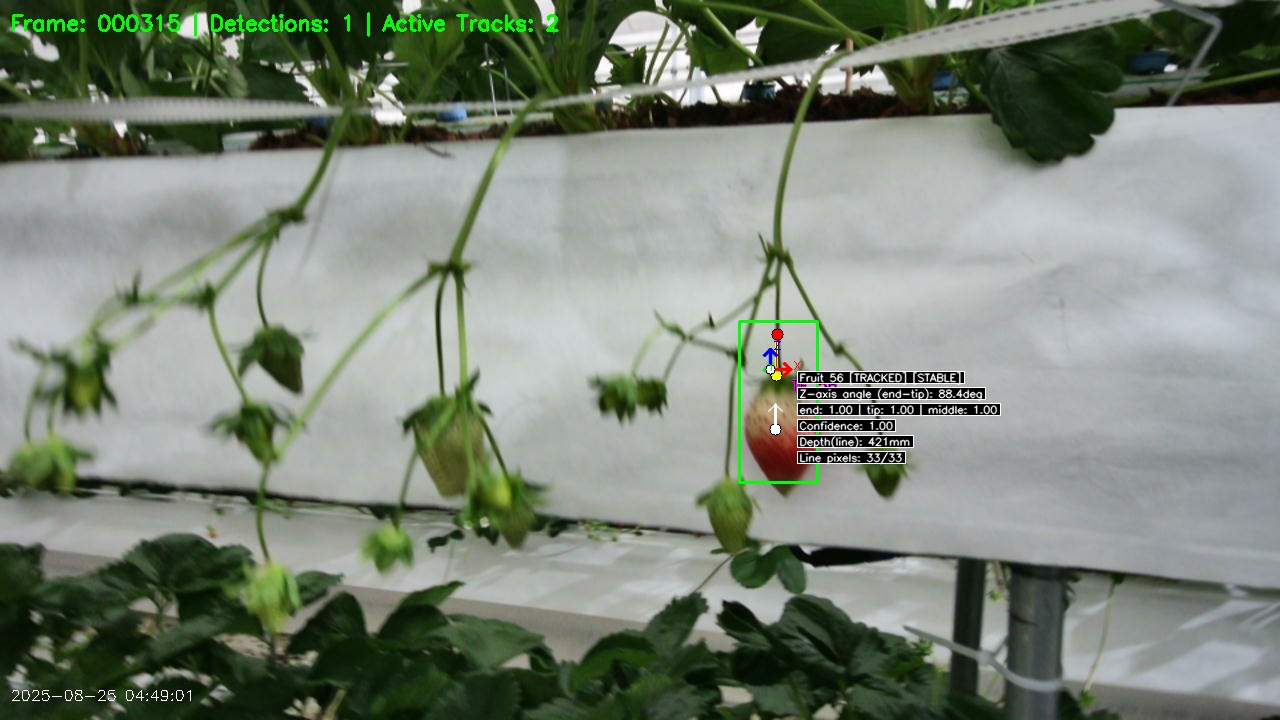 Frame: 000315 | Detections: 1 | Active Tracks: 2
X
Fruit 56 [TRACKED] [STABLE]
Z-axis angle (end-tip): 88.4deg
end: 1.00 | tip: 1.00 | middle: 1.00
Confidence: 1.00
Depth(line): 421mm
Line pixels: 33/33
2025-08-26 04:49:01